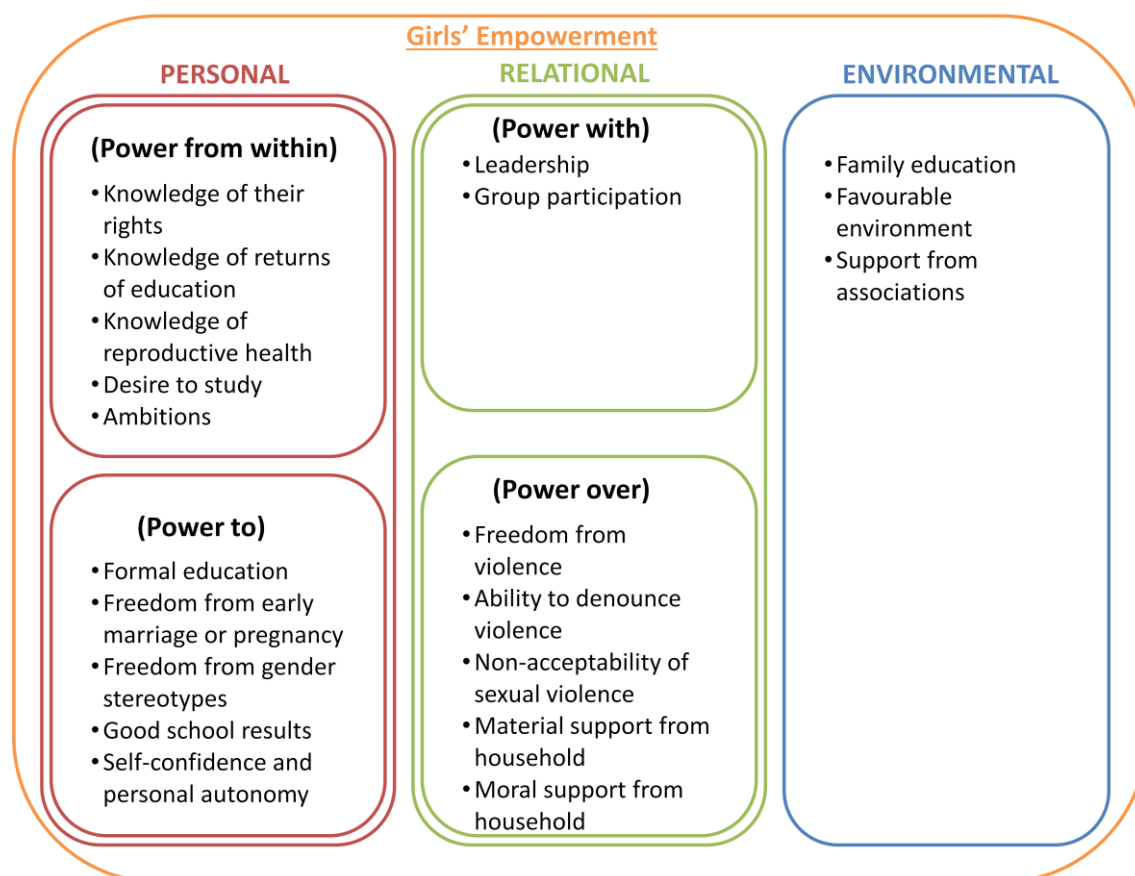 Girls' Empowerment
PERSONAL
RELATIONAL
ENVIRONMENTAL
(Power from within)
• Knowledge of their
rights
• Knowledge of returns
of education
• Knowledge of
reproductive health
• Desire to study
• Ambitions
(Power to)
• Formal education
• Freedom from early
marriage or pregnancy
• Freedom from gender
stereotypes
• Good school results
• Self-confidence and
personal autonomy
(Power with)
• Leadership
• Group participation
(Power over)
• Freedom from
violence
• Ability to denounce
violence
• Non-acceptability of
sexual violence
• Material support from
household
• Moral support from
household
• Family education
• Favourable
environment
• Support from
associations